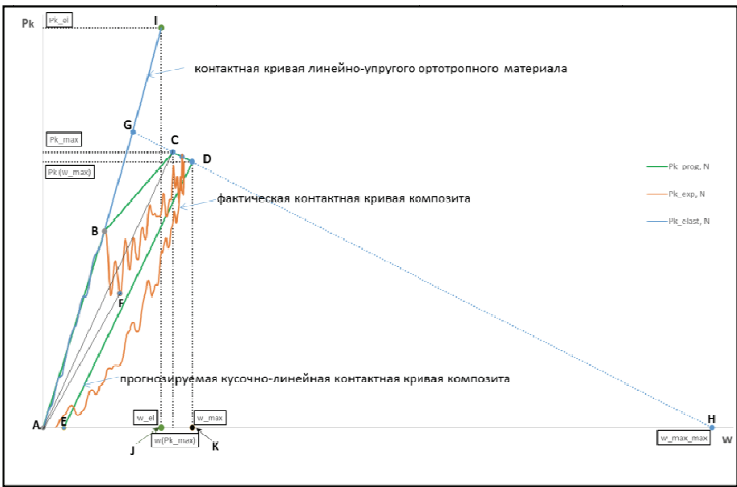 I
Pk
Pk_el
контактная кривая линейно-упругого ортотропного материала
G
Pk_max
C
D
Pk(w_max)
Pk_prog, N
Pk_exp, N
Pk_elast, N
фактическая контактная кривая композита
B
F
прогнозируемая кусочно-линейная контактная кривая композита
A
E
w_el
w_max
H
w(Pk_max)
w_max_max
w
J
K